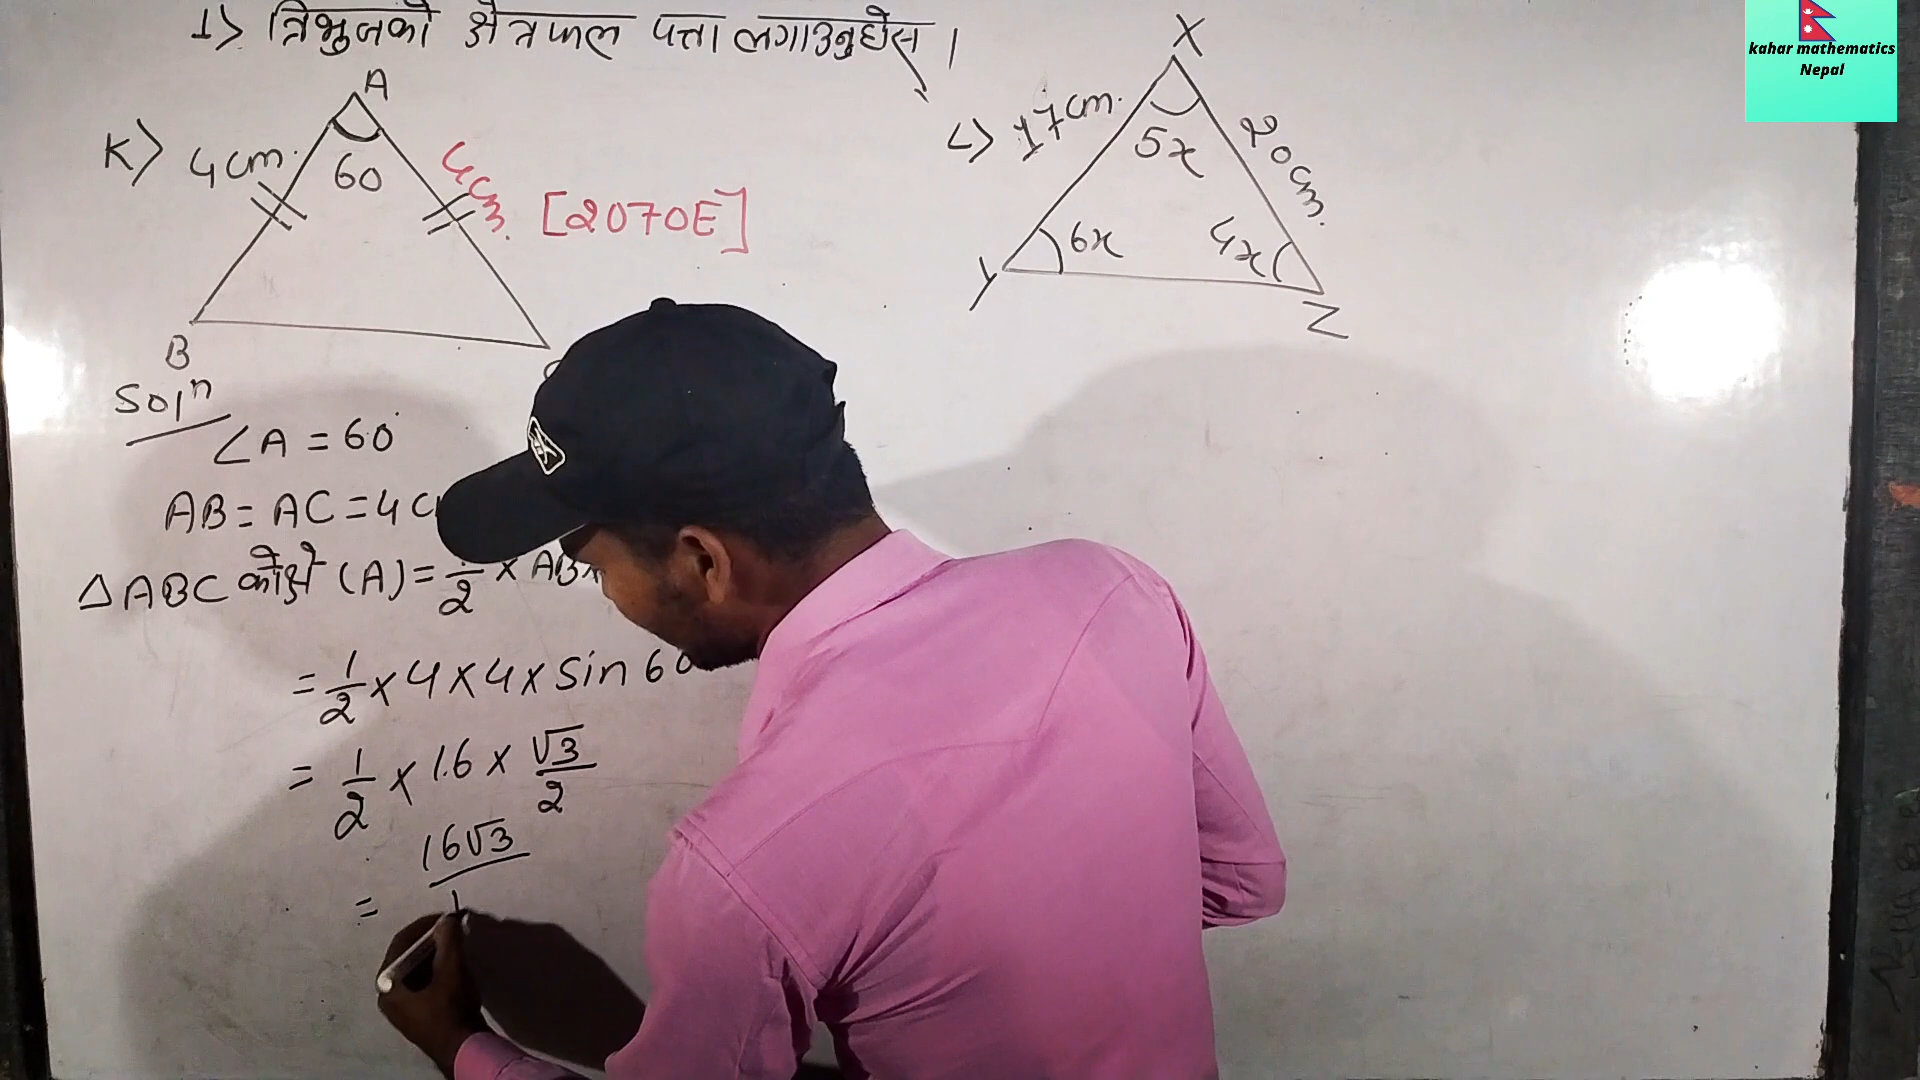 1> त्रिभुजको क्षेत्रफल पत्ता लगाउनुहोस् ।
K>
A
4cm.
60
4cm.
[2070E]
B
L>
X
17cm.
20cm.
5x
6x
4x
Y
Z
Solⁿ
∠A = 60°
AB = AC = 4
△ABC को क्षे (A) = 1/2 × AB ×
= 1/2 × 4 × 4 × sin 60
= 1/2 × 16 × √3/2
= 16√3
kahar mathematics
Nepal